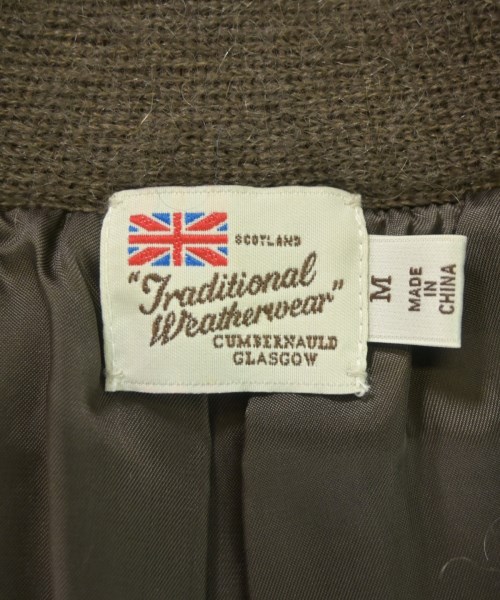 SCOTLAND
"Traditional
Weatherwear"
CUMBERNAULD
GLASGOW
M
MADE
IN
CHINA